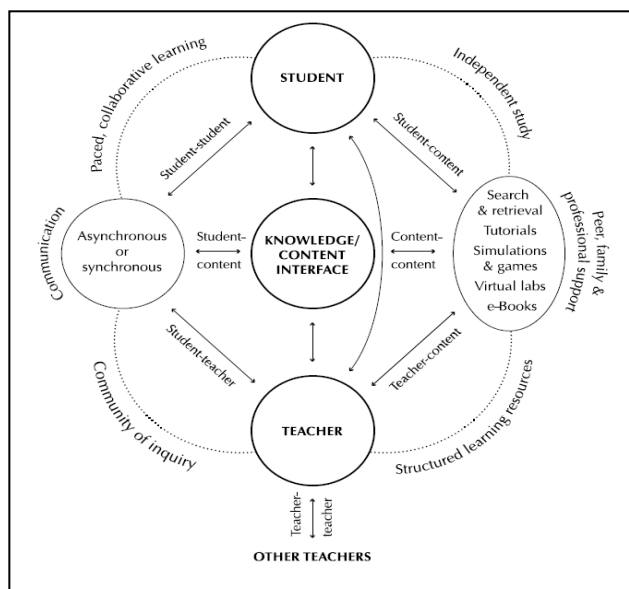 Paced, collaborative learning
STUDENT
Independent study
Student-student
Student-content
Communication
Asynchronous
or
synchronous
Student-
content
KNOWLEDGE/
CONTENT
INTERFACE
Content-
content
Search
& retrieval
Tutorials
Simulations
& games
Virtual labs
e-Books
Peer, family &
professional support
Student-teacher
Teacher-content
Community of inquiry
TEACHER
Structured learning resources
Teacher-
teacher
OTHER TEACHERS